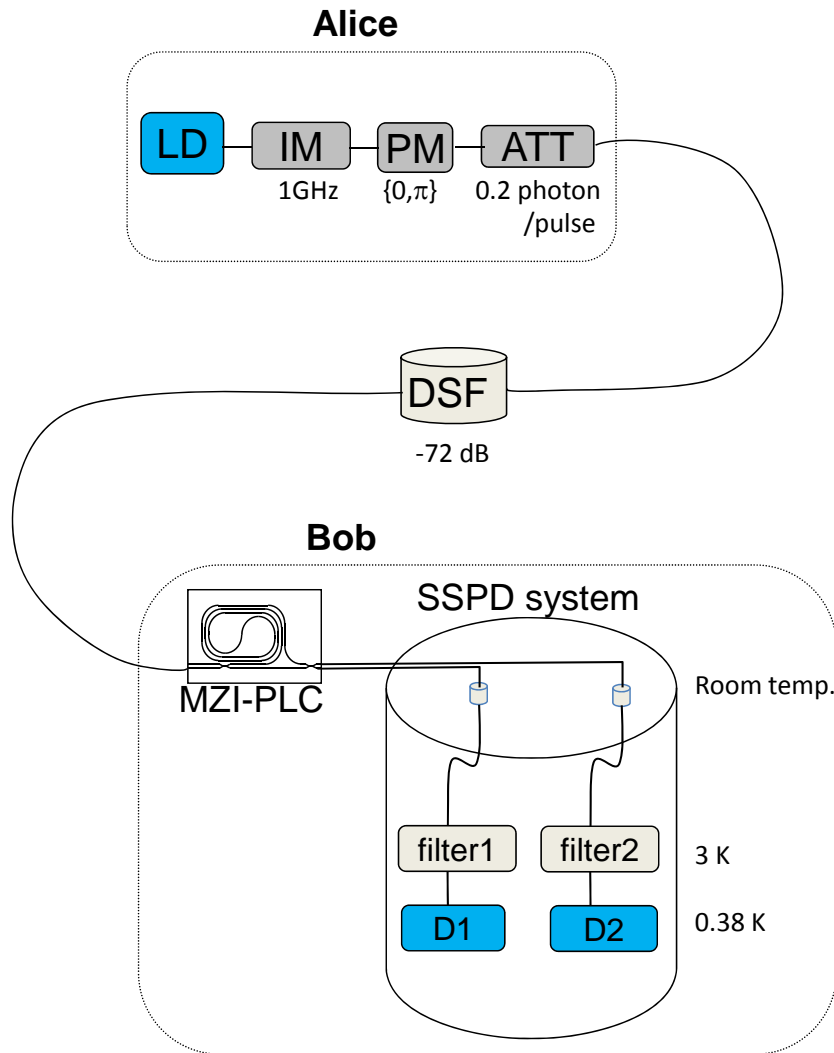 Alice
LD
IM
PM
ATT
1GHz
{0,π}
0.2 photon
/pulse
DSF
-72 dB
Bob
SSPD system
MZI-PLC
Room temp.
filter1
filter2
3 K
D1
D2
0.38 K